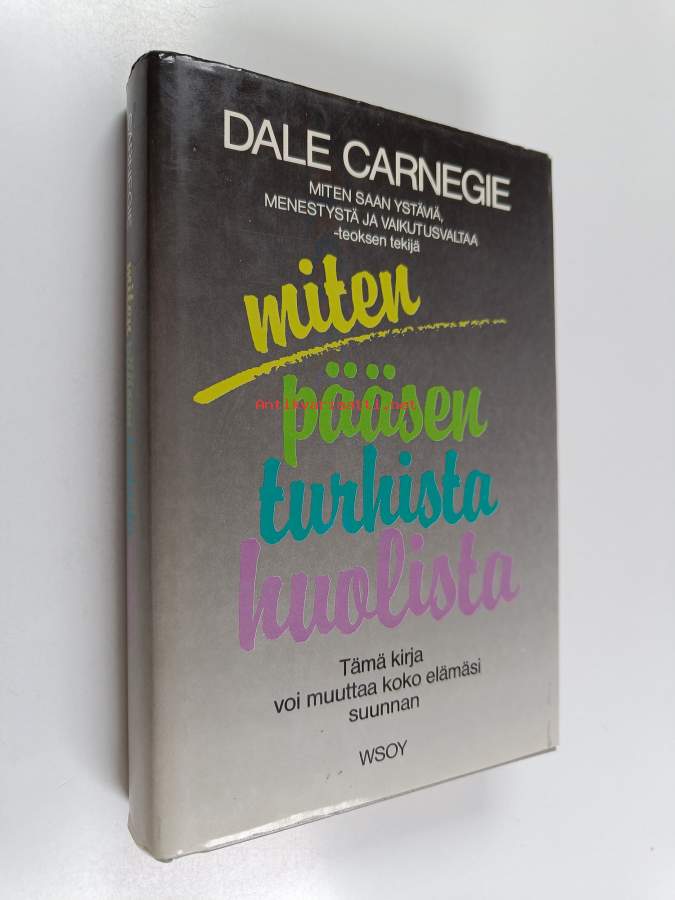 DALE CARNEGIE
MITEN SAAN YSTÄVIÄ,
MENESTYSTÄ JA VAIKUTUSVALTAA
-teoksen tekijä
miten
pääsen
Antikvariaatti.net
turhista
huolista
Tämä kirja
voi muuttaa koko elämäsi
suunnan
WSOY